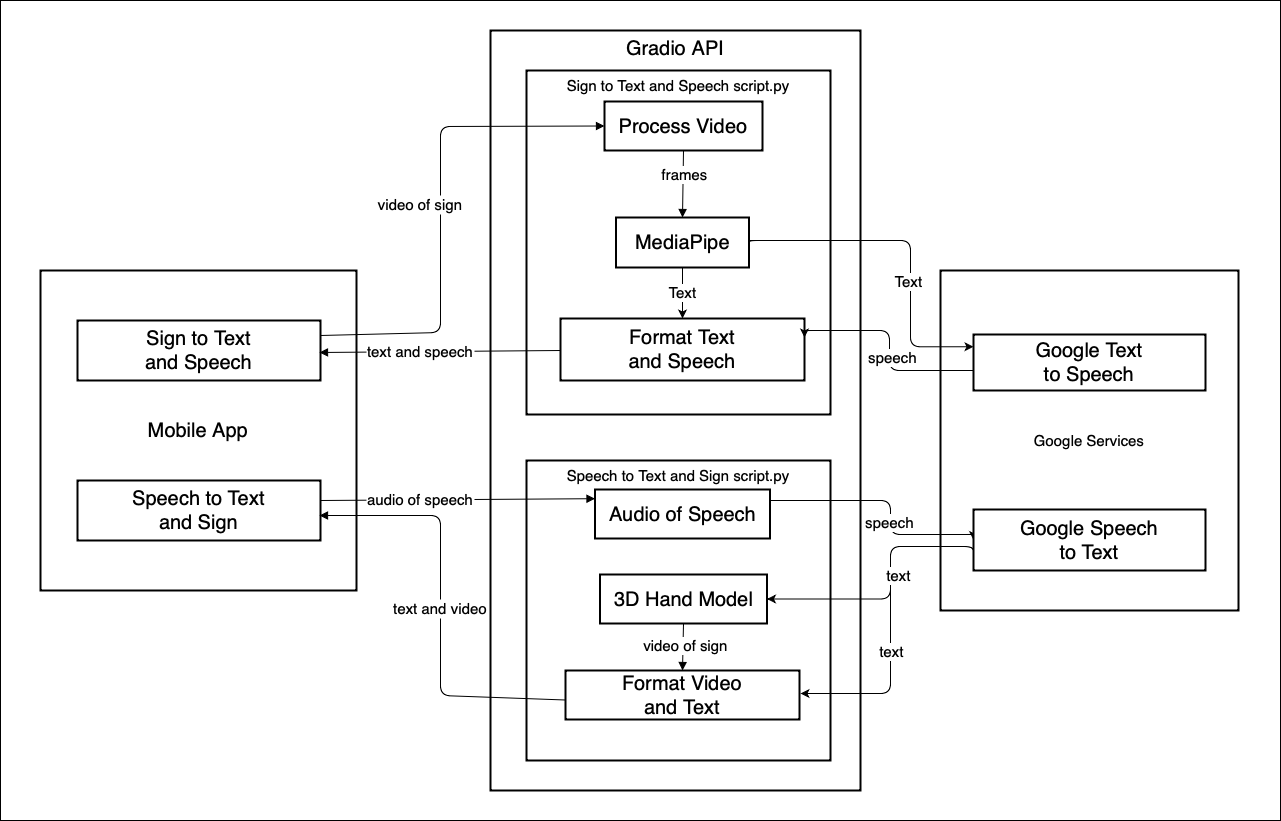 Gradio API
Sign to Text and Speech script.py
Process Video
frames
video of sign
MediaPipe
Text
Text
Sign to Text
and Speech
text and speech
Format Text
and Speech
speech
Google Text
to Speech
Mobile App
Google Services
Speech to Text and Sign script.py
Speech to Text
and Sign
audio of speech
Audio of Speech
speech
Google Speech
to Text
text
3D Hand Model
text and video
video of sign
text
Format Video
and Text